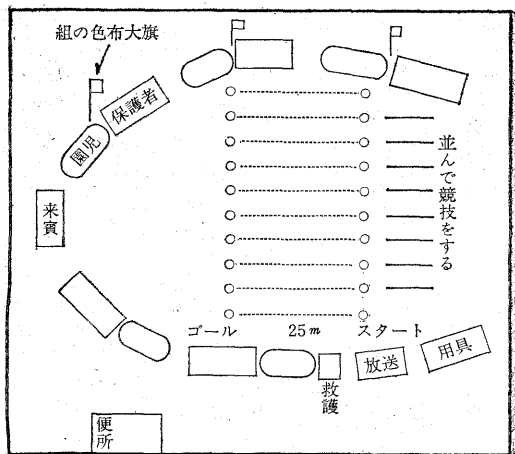 組の色布大旗
保護者
園児
来賓
並んで競技をする
ゴール
25m
スタート
放送
用具
救護
便所